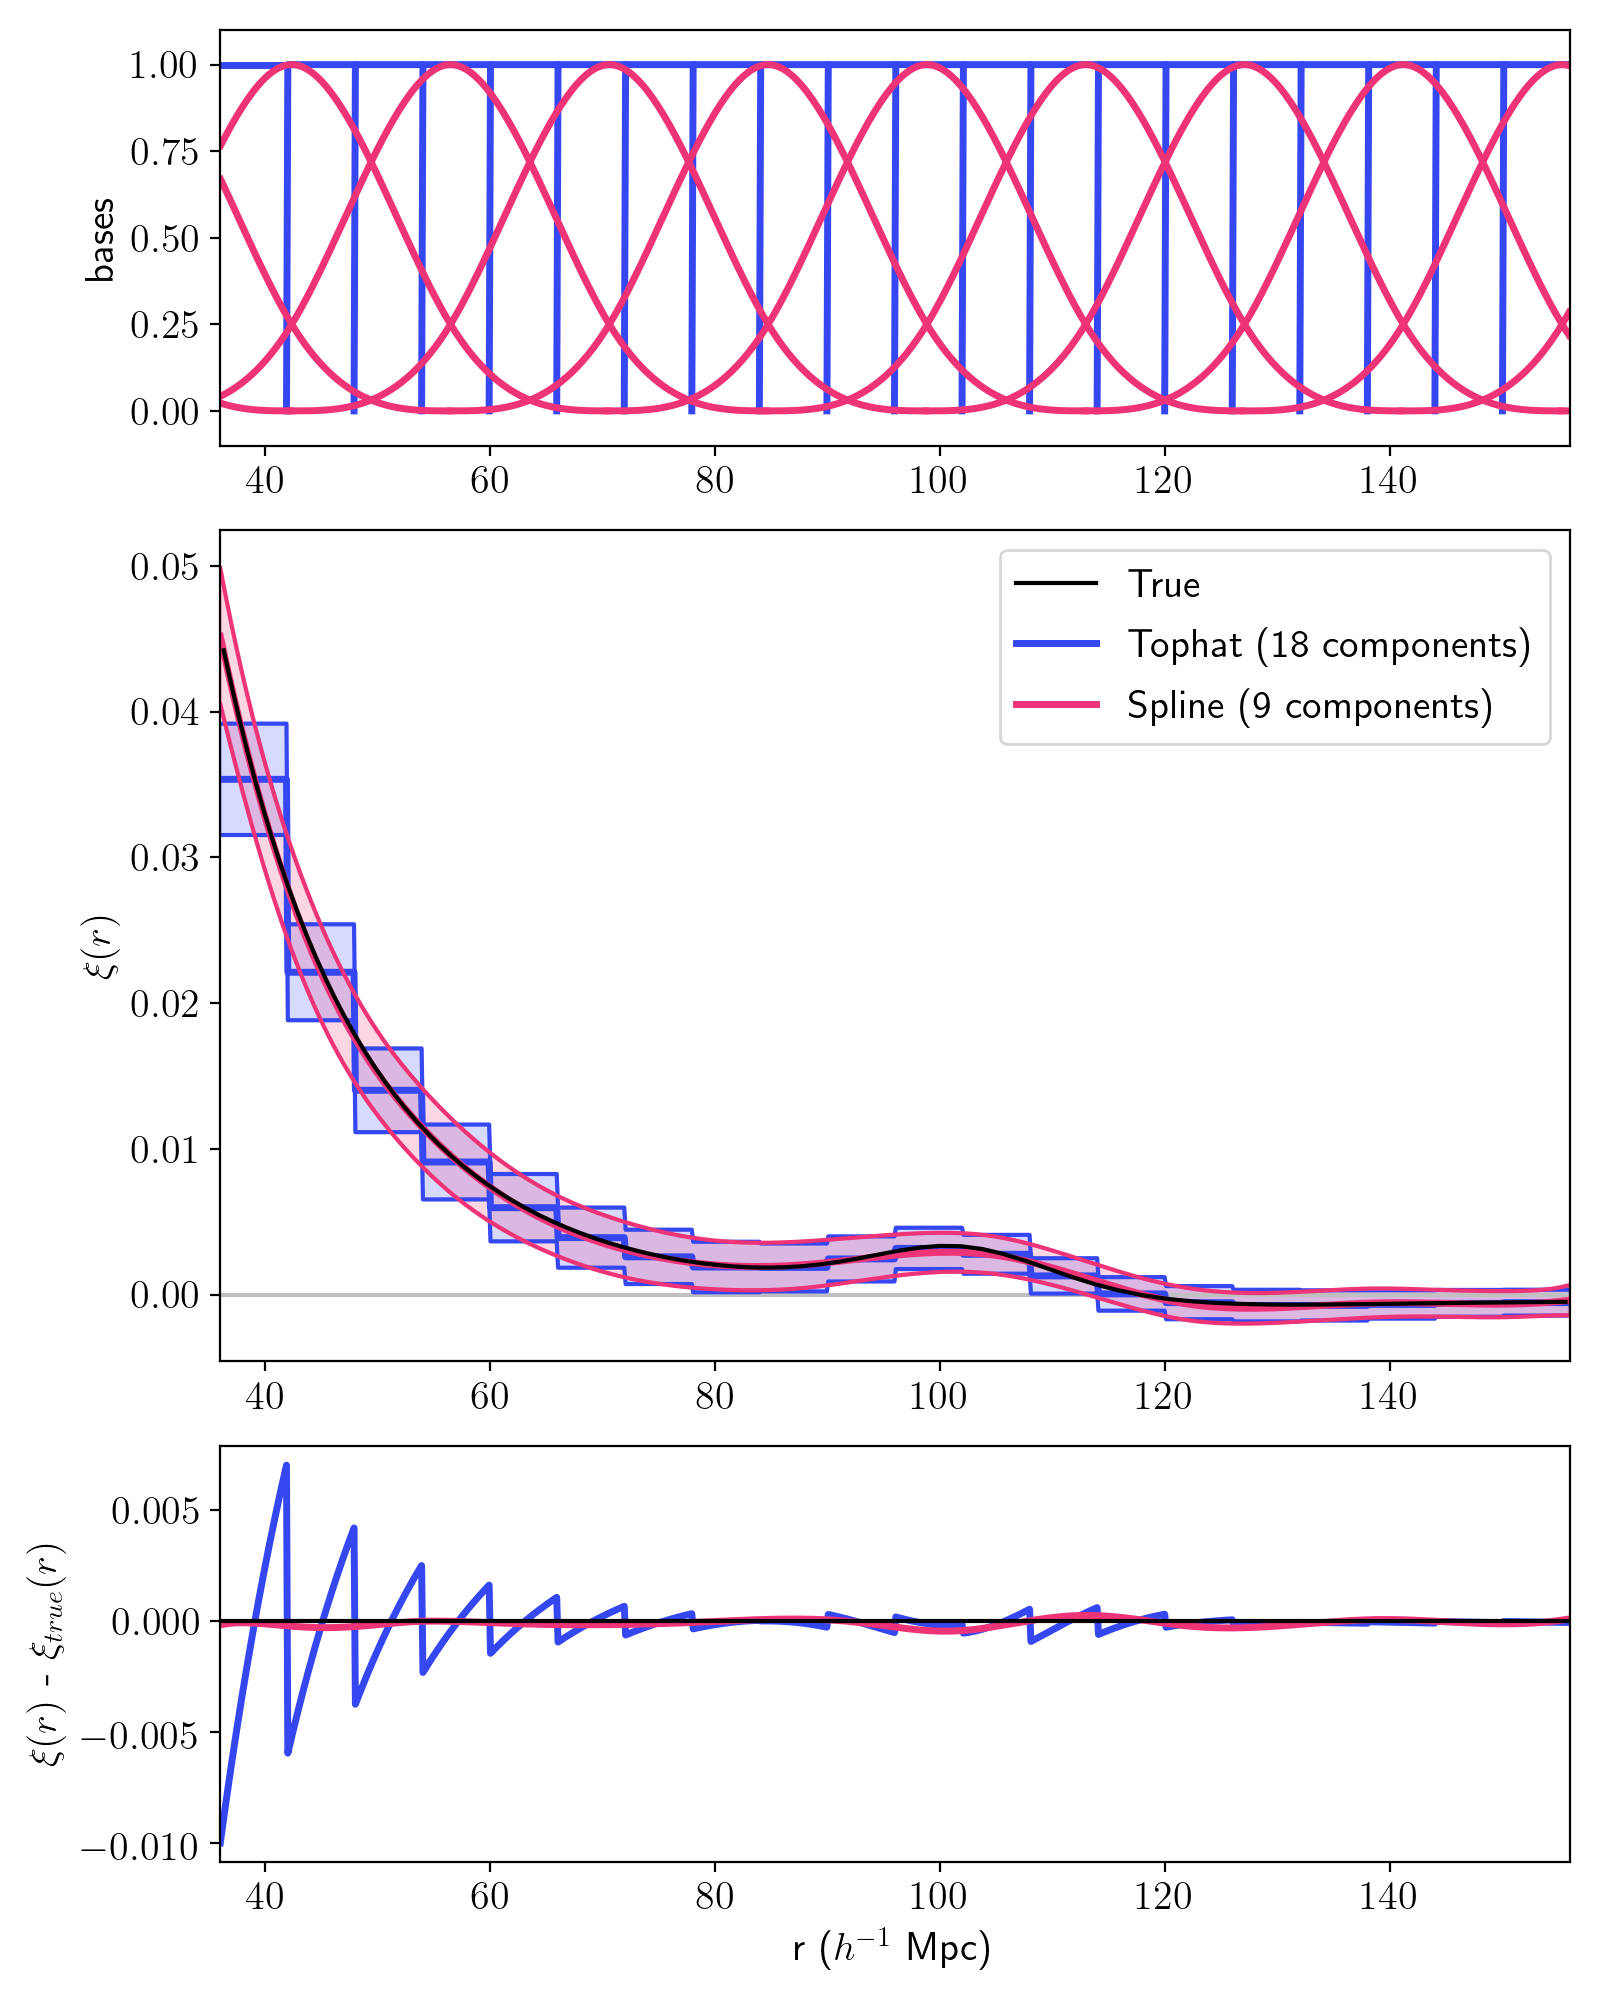 1.00
0.75
0.50
0.25
0.00
bases
40 60 80 100 120 140
0.05
0.04
0.03
0.02
0.01
0.00
ξ(r)
True
Tophat (18 components)
Spline (9 components)
40 60 80 100 120 140
0.005
0.000
−0.005
−0.010
ξ(r) - ξ_{true}(r)
40 60 80 100 120 140
r (h⁻¹ Mpc)